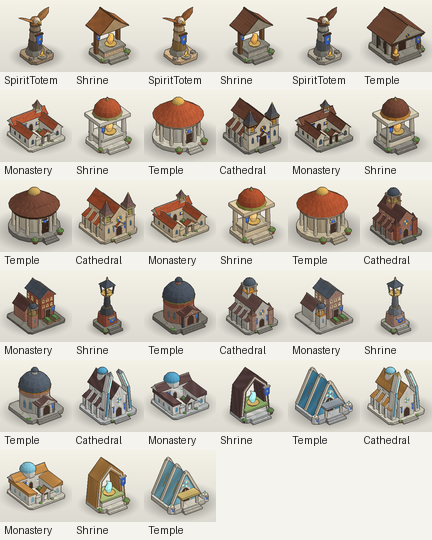 SpiritTotem Shrine SpiritTotem Shrine SpiritTotem Temple
Monastery Shrine Temple Cathedral Monastery Shrine
Temple Cathedral Monastery Shrine Temple Cathedral
Monastery Shrine Temple Cathedral Monastery Shrine
Temple Cathedral Monastery Shrine Temple Cathedral
Monastery Shrine Temple